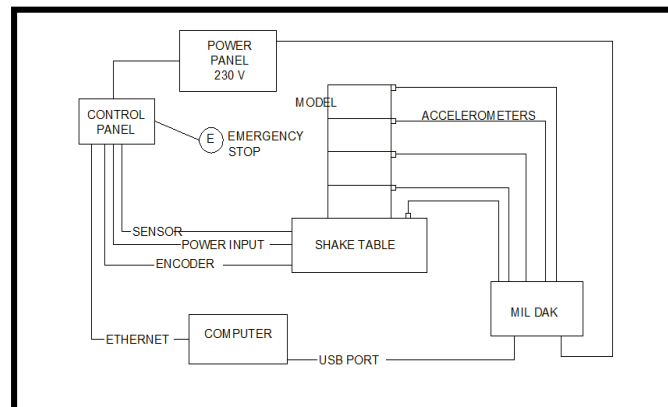 POWER
PANEL
230 V
CONTROL
PANEL
E
EMERGENCY
STOP
MODEL
ACCELEROMETERS
SENSOR
POWER INPUT
ENCODER
SHAKE TABLE
MIL DAK
COMPUTER
ETHERNET
USB PORT